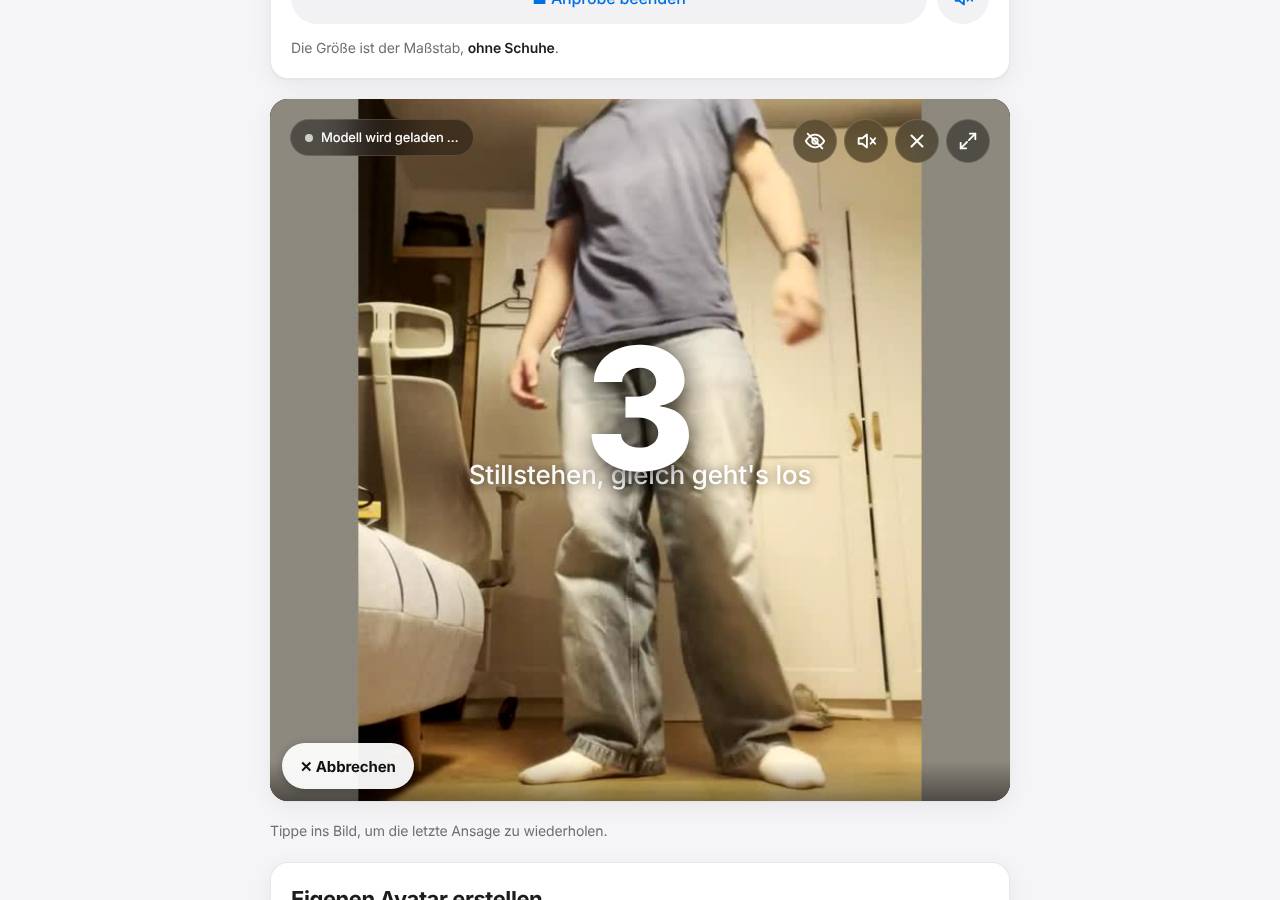 Anprobe beenden
Die Größe ist der Maßstab, ohne Schuhe.
Modell wird geladen ...
3
Stillstehen, gleich geht's los
✕ Abbrechen
Tippe ins Bild, um die letzte Ansage zu wiederholen.
Eigenen Avatar erstellen